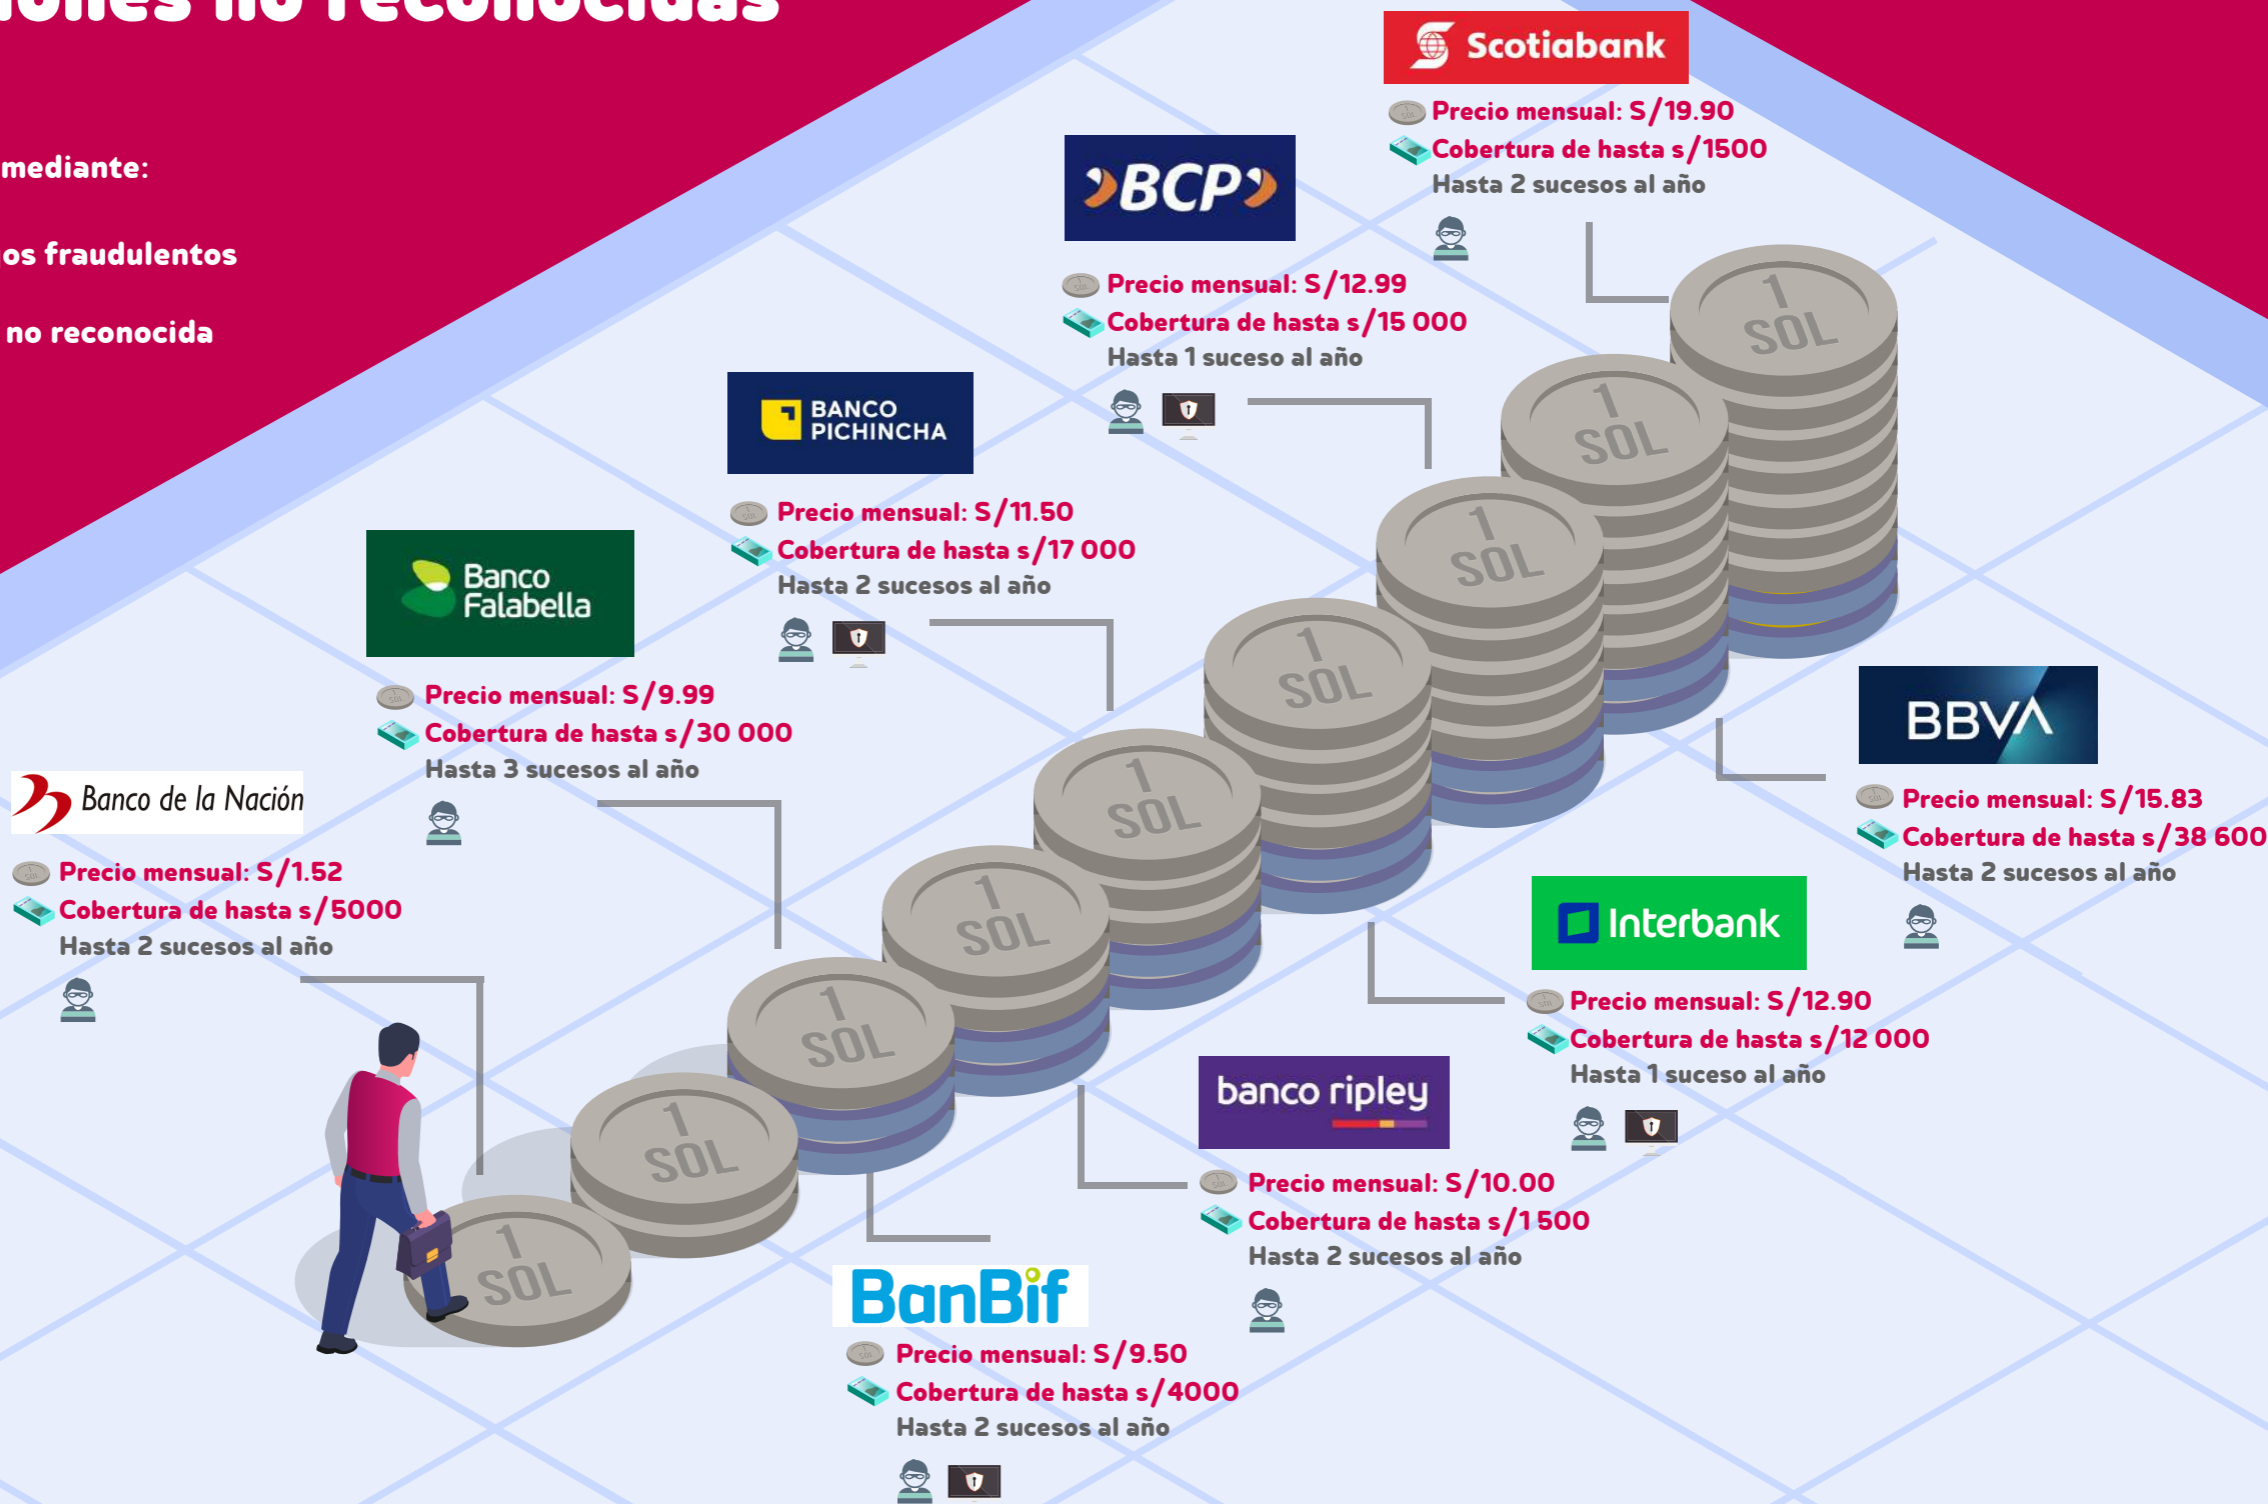 no reconocidas
mediante:
fraudulentos
no reconocida
Scotiabank
Precio mensual: S/19.90
Cobertura de hasta s/1500
Hasta 2 sucesos al año
BCP
Precio mensual: S/12.99
Cobertura de hasta s/15 000
Hasta 1 suceso al año
BANCO
PICHINCHA
Precio mensual: S/11.50
Cobertura de hasta s/17 000
Hasta 2 sucesos al año
Banco
Falabella
Precio mensual: S/9.99
Cobertura de hasta s/30 000
Hasta 3 sucesos al año
Banco de la Nación
Precio mensual: S/1.52
Cobertura de hasta s/5000
Hasta 2 sucesos al año
BBVA
Precio mensual: S/15.83
Cobertura de hasta s/38 600
Hasta 2 sucesos al año
Interbank
Precio mensual: S/12.90
Cobertura de hasta s/12 000
Hasta 1 suceso al año
banco ripley
Precio mensual: S/10.00
Cobertura de hasta s/1 500
Hasta 2 sucesos al año
BanBif
Precio mensual: S/9.50
Cobertura de hasta s/4000
Hasta 2 sucesos al año
1
SOL
1
SOL
1
SOL
1
SOL
1
SOL
1
SOL
1
SOL
1
SOL
1
SOL